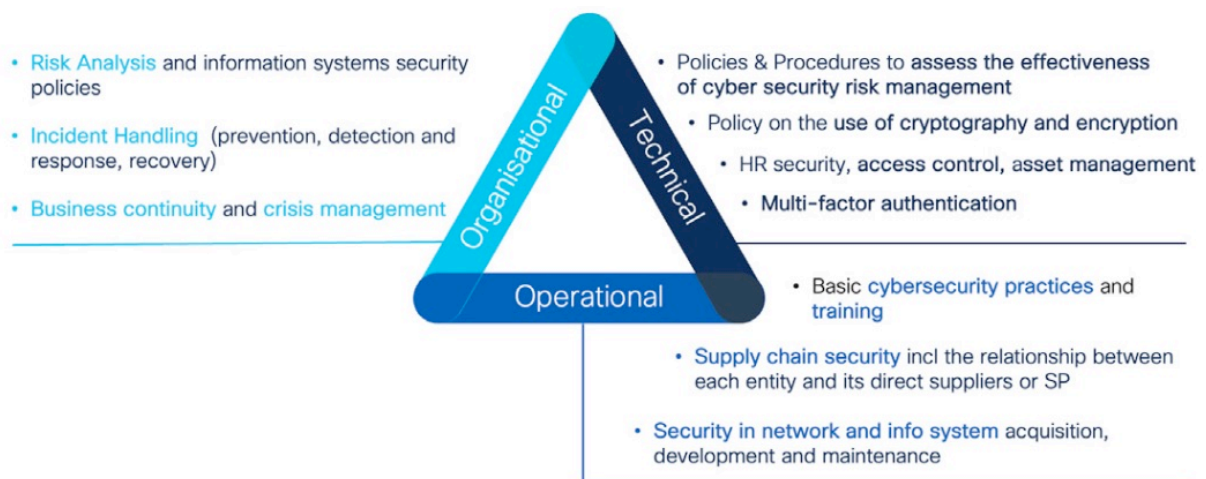 • Risk Analysis and information systems security
policies
• Incident Handling (prevention, detection and
response, recovery)
• Business continuity and crisis management
Organisational
Technical
Operational
• Policies & Procedures to assess the effectiveness
of cyber security risk management
• Policy on the use of cryptography and encryption
• HR security, access control, asset management
• Multi-factor authentication
• Basic cybersecurity practices and
training
• Supply chain security incl the relationship between
each entity and its direct suppliers or SP
• Security in network and info system acquisition,
development and maintenance